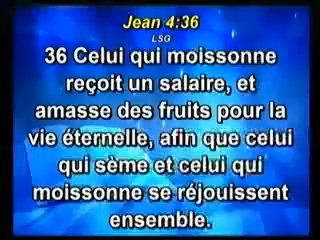 Jean 4:36
LSG
36 Celui qui moissonne
reçoit un salaire, et
amasse des fruits pour la
vie éternelle, afin que celui
qui sème et celui qui
moissonne se réjouissent
ensemble.